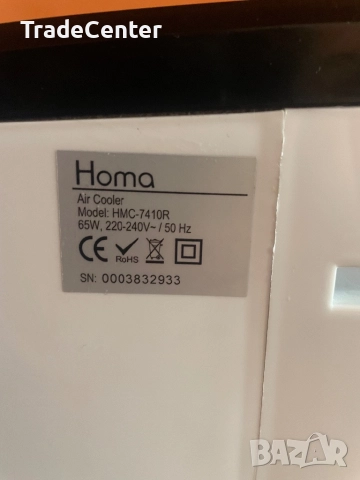 TradeCenter
Homa
Air Cooler
Model: HMC-7410R
65W, 220-240V~ / 50 Hz
CE RoHS
SN: 0003832933
BAZAR